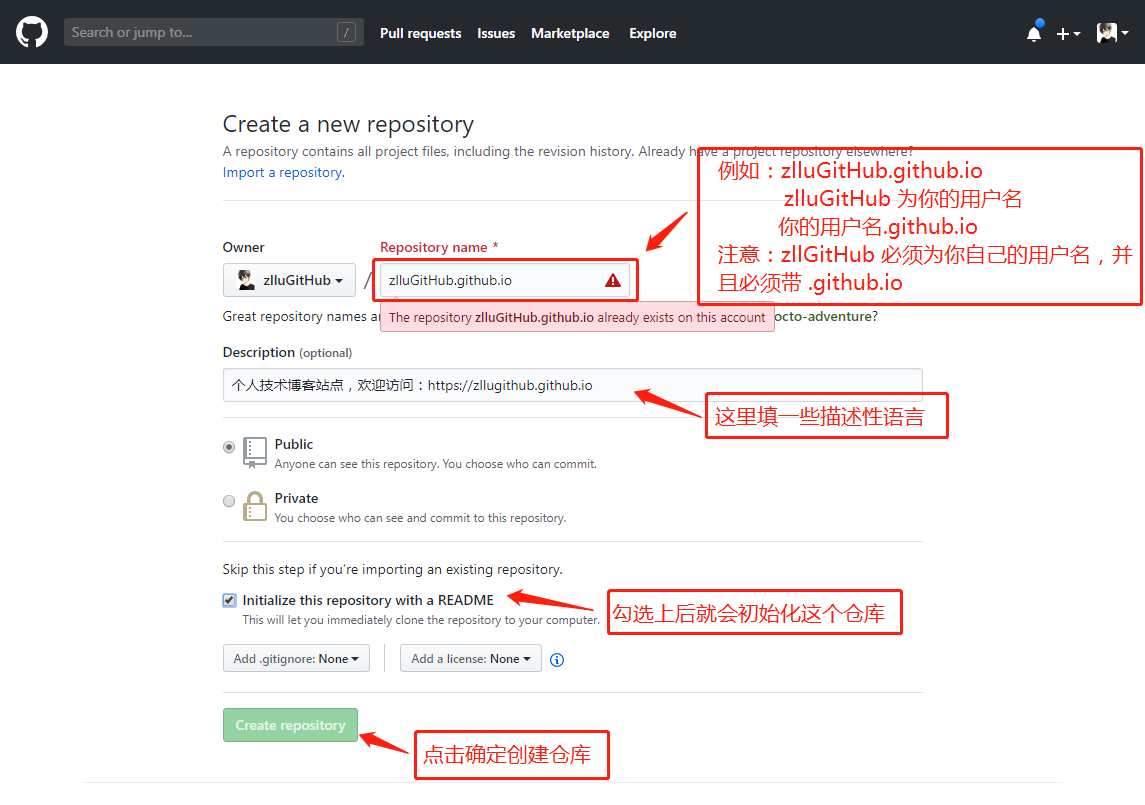 Search or jump to...
/
Pull requests
Issues
Marketplace
Explore
Create a new repository
A repository contains all project files, including the revision history. Already have a project repository elsewhere?
Import a repository.
例如：zlluGitHub.github.io
zlluGitHub 为你的用户名
你的用户名.github.io
注意：zllGitHub 必须为你自己的用户名，并
且必须带 .github.io
Owner
Repository name *
zlluGitHub
/
zlluGitHub.github.io
Great repository names a
The repository zlluGitHub.github.io already exists on this account
octo-adventure?
Description (optional)
个人技术博客站点，欢迎访问：https://zllugithub.github.io
这里填一些描述性语言
Public
Anyone can see this repository. You choose who can commit.
Private
You choose who can see and commit to this repository.
Skip this step if you're importing an existing repository.
Initialize this repository with a README
This will let you immediately clone the repository to your computer.
勾选上后就会初始化这个仓库
Add .gitignore: None
Add a license: None
Create repository
点击确定创建仓库